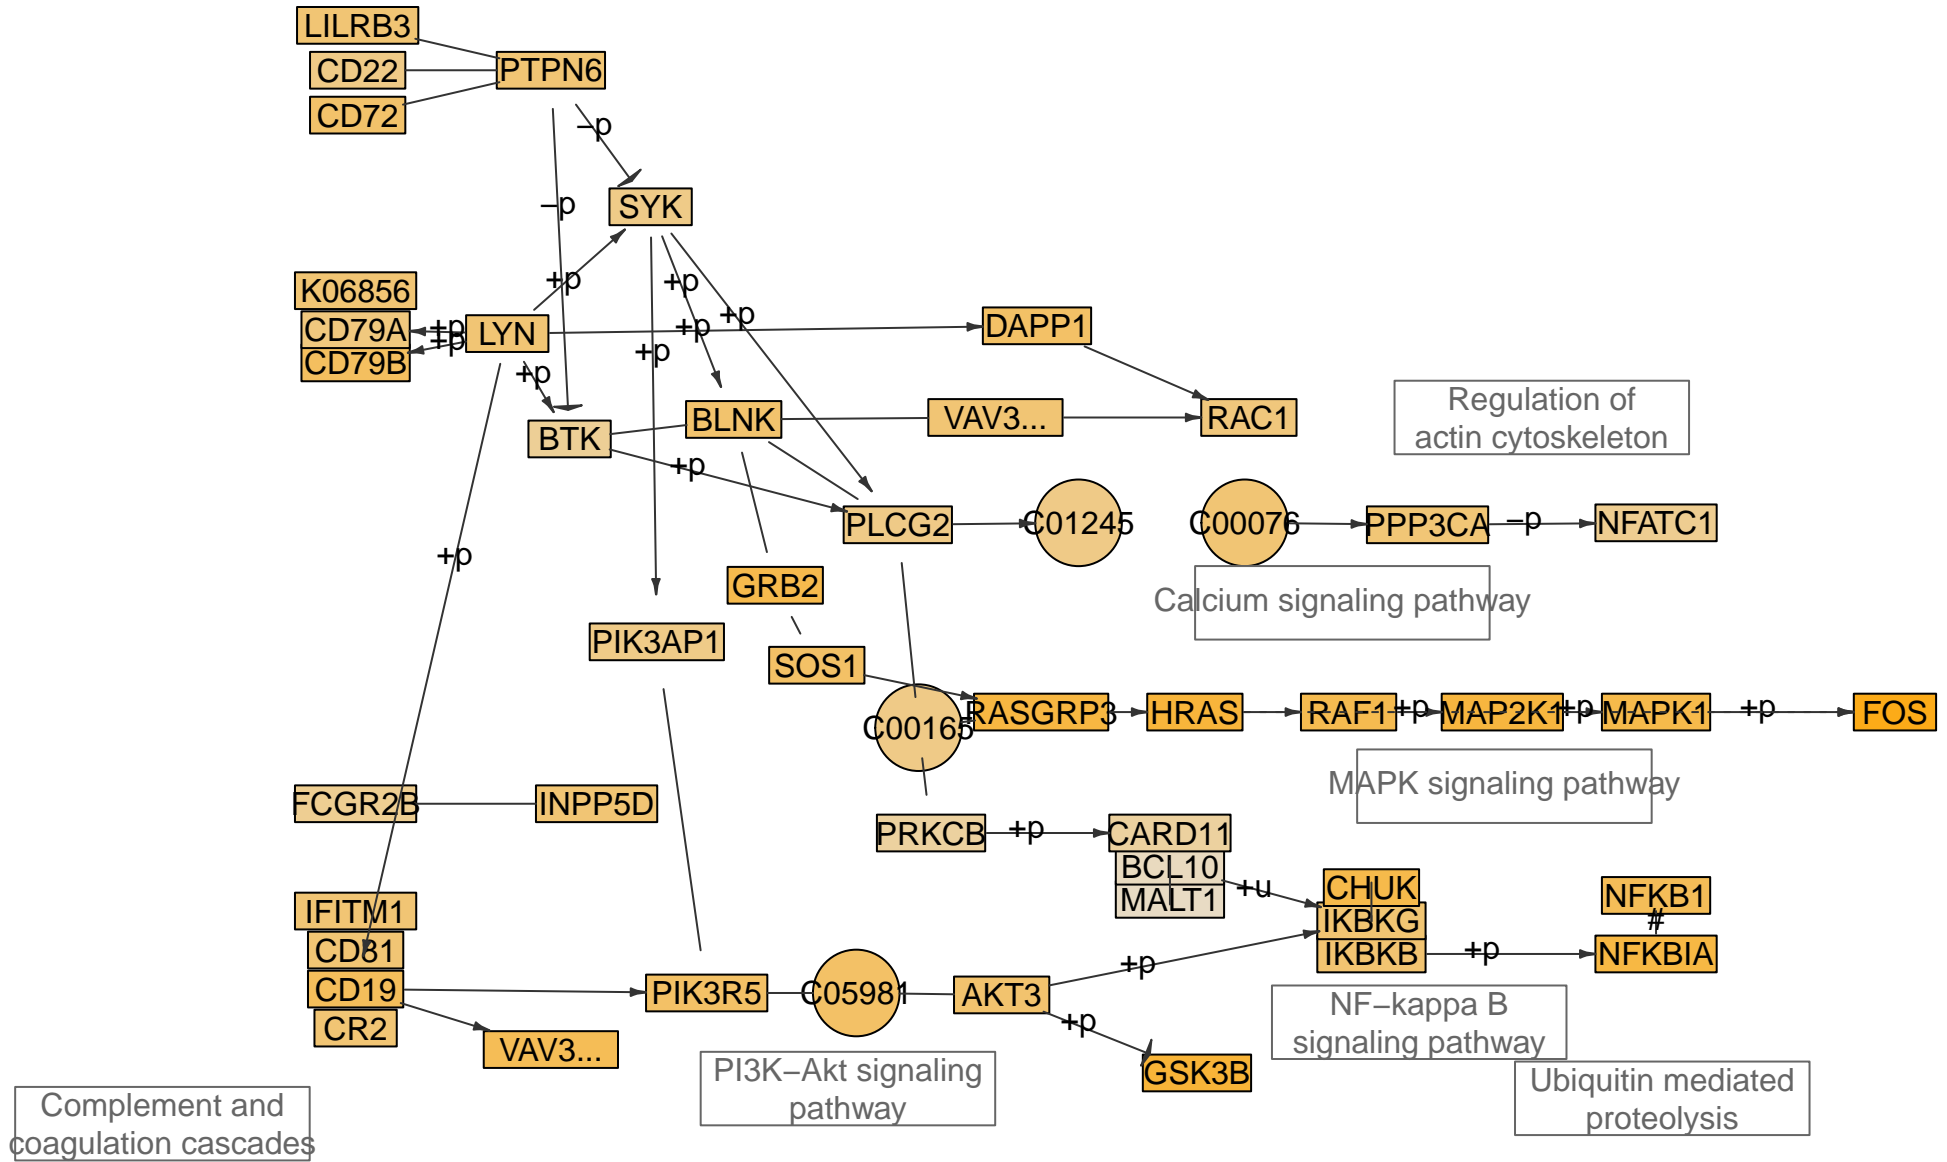 LILRB3
CD22
PTPN6
CD72
–p
SYK
–p
+p
+p
K06856
CD79A
+p
LYN
+p
+p
DAPP1
CD79B
+p
+p
+p
BTK
BLNK
VAV3...
RAC1
Regulation of
actin cytoskeleton
+p
PLCG2
C01245
C00076
PPP3CA
–p
NFATC1
+p
GRB2
Calcium signaling pathway
PIK3AP1
SOS1
C00165
RASGRP3
HRAS
RAF1
+p
MAP2K1
+p
MAPK1
+p
FOS
MAPK signaling pathway
FCGR2B
INPP5D
PRKCB
+p
CARD11
BCL10
MALT1
+u
CHUK
IKBKG
IKBKB
+p
NFKB1
#
NFKBIA
IFITM1
CD81
CD19
CR2
VAV3...
PIK3R5
C05981
AKT3
+p
+p
GSK3B
NF–kappa B
signaling pathway
PI3K–Akt signaling
pathway
Ubiquitin mediated
proteolysis
Complement and
coagulation cascades